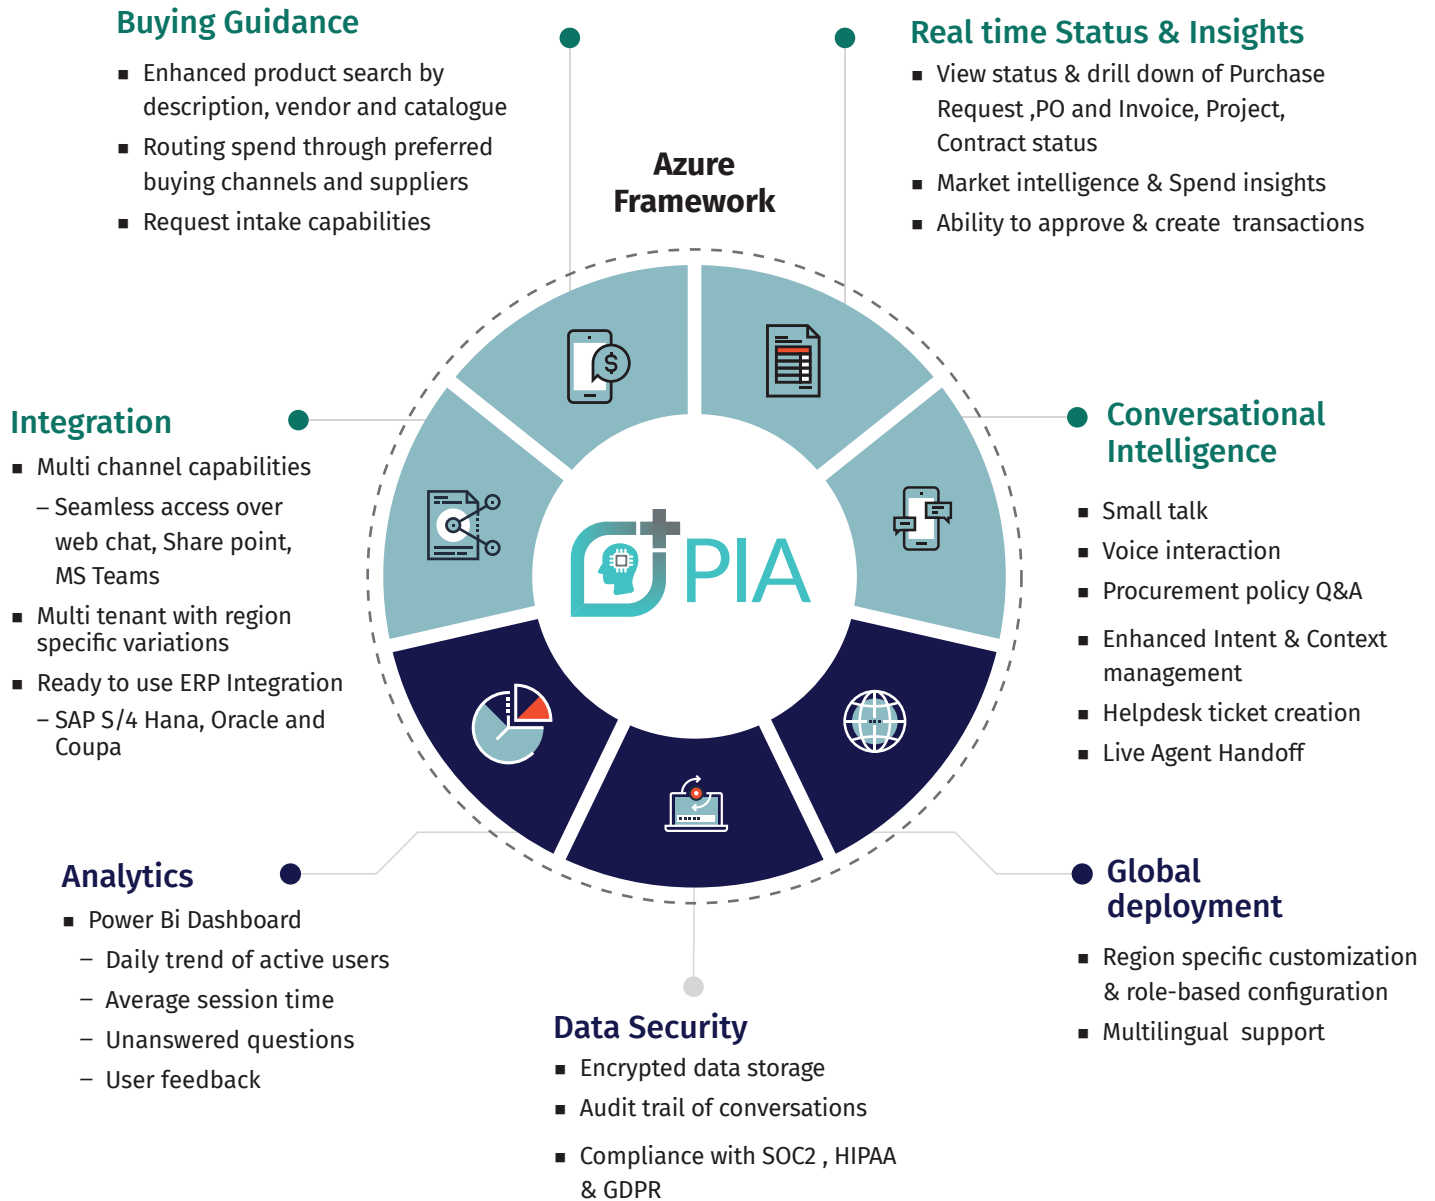 Buying Guidance
■ Enhanced product search by
description, vendor and catalogue
■ Routing spend through preferred
buying channels and suppliers
■ Request intake capabilities
Real time Status & Insights
■ View status & drill down of Purchase
Request ,PO and Invoice, Project,
Contract status
■ Market intelligence & Spend insights
■ Ability to approve & create transactions
Azure
Framework
Integration
■ Multi channel capabilities
– Seamless access over
web chat, Share point,
MS Teams
■ Multi tenant with region
specific variations
■ Ready to use ERP Integration
– SAP S/4 Hana, Oracle and
Coupa
$
PIA
Conversational
Intelligence
■ Small talk
■ Voice interaction
■ Procurement policy Q&A
■ Enhanced Intent & Context
management
■ Helpdesk ticket creation
■ Live Agent Handoff
Analytics
■ Power Bi Dashboard
– Daily trend of active users
– Average session time
– Unanswered questions
– User feedback
Data Security
■ Encrypted data storage
■ Audit trail of conversations
■ Compliance with SOC2 , HIPAA
& GDPR
Global
deployment
■ Region specific customization
& role-based configuration
■ Multilingual support